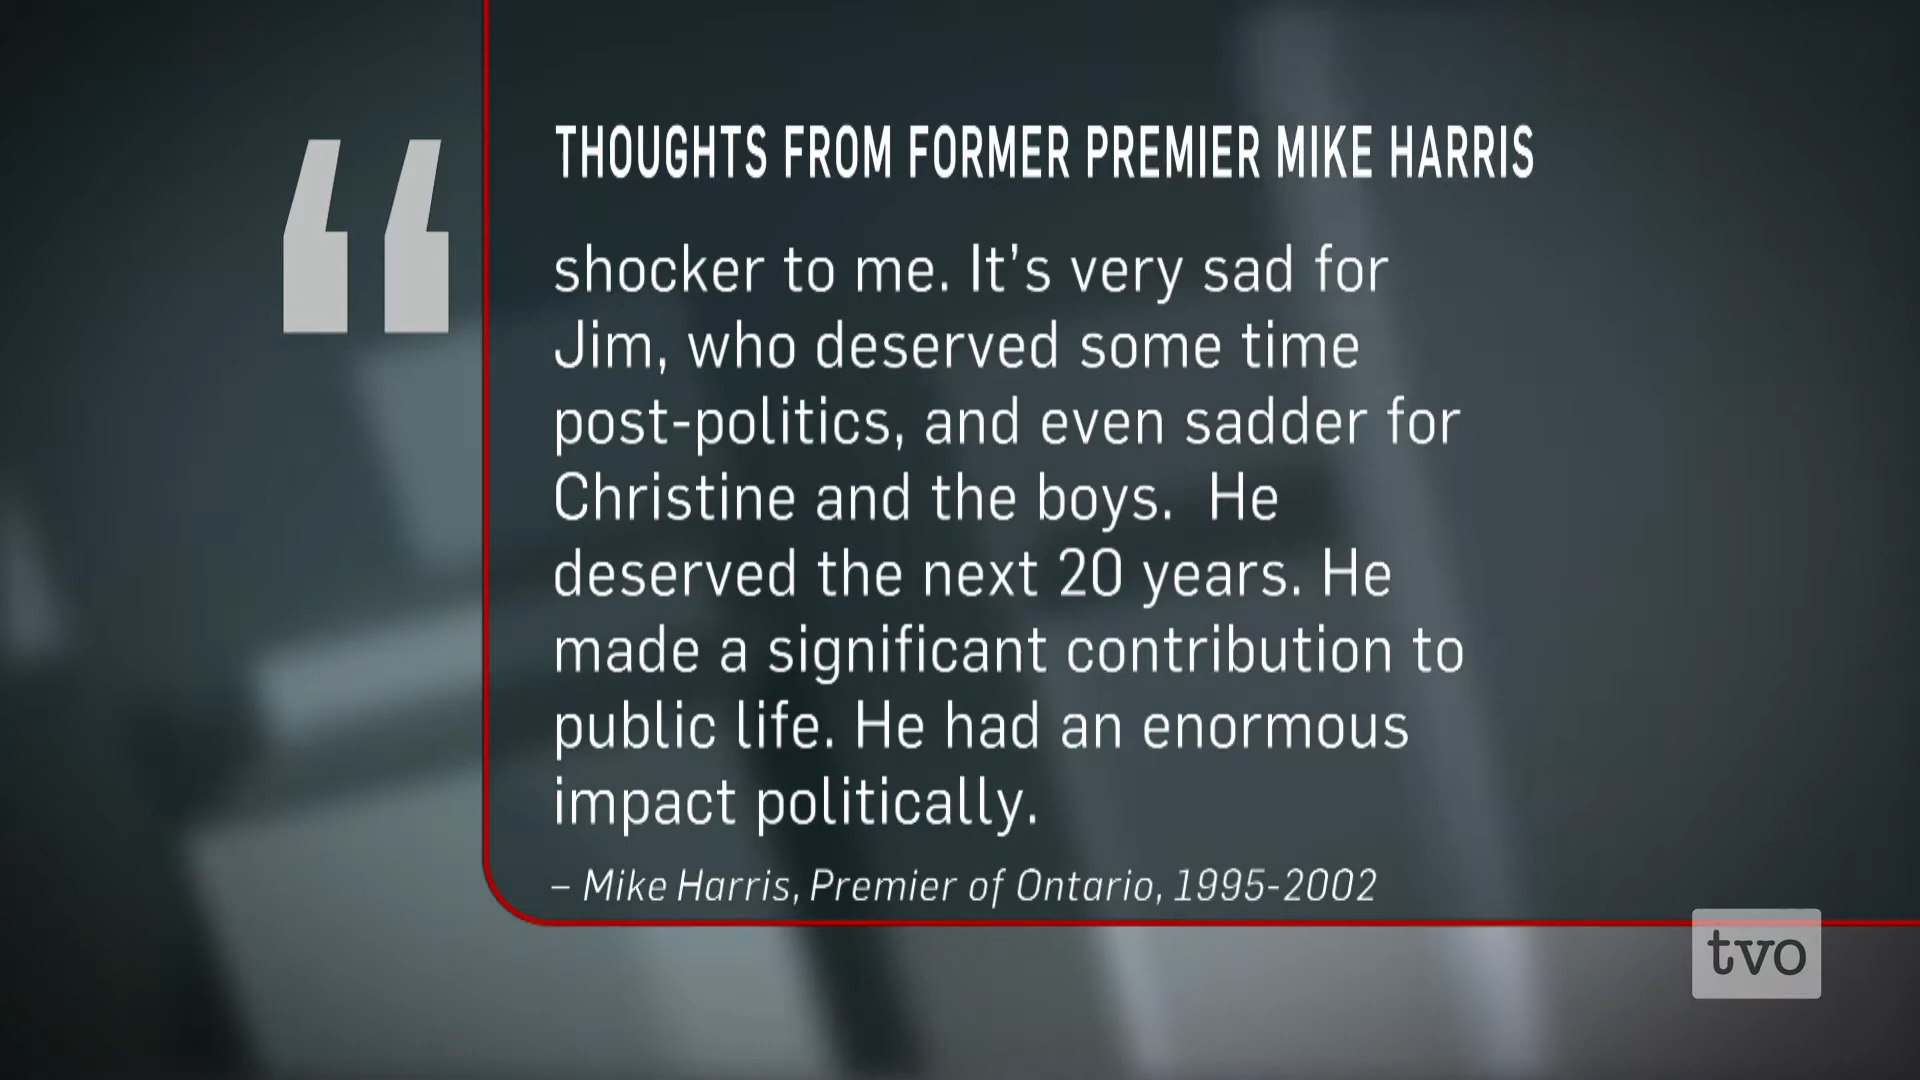 THOUGHTS FROM FORMER PREMIER MIKE HARRIS
shocker to me. It’s very sad for
Jim, who deserved some time
post-politics, and even sadder for
Christine and the boys.  He
deserved the next 20 years. He
made a significant contribution to
public life. He had an enormous
impact politically.
– Mike Harris, Premier of Ontario, 1995-2002
tvo